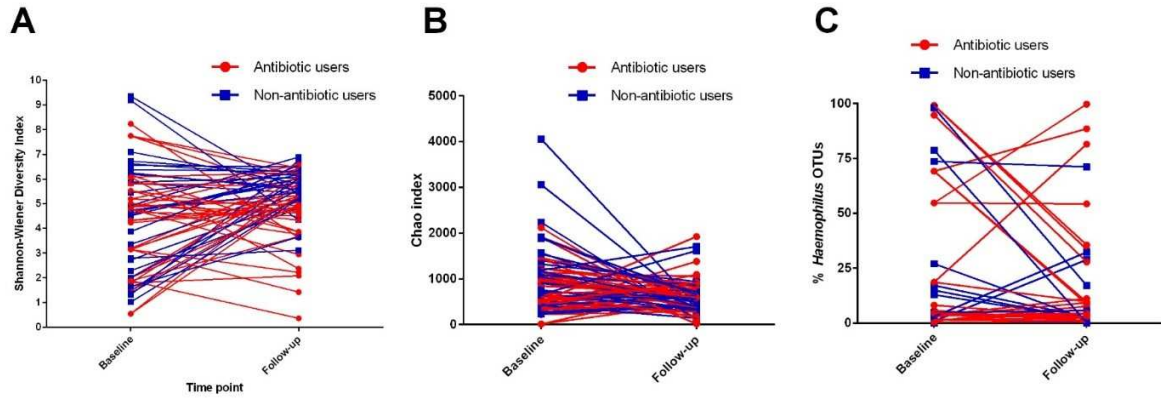 A
Antibiotic users
Non-antibiotic users
Shannon-Wiener Diversity Index
10
9
8
7
6
5
4
3
2
1
0
Baseline
Follow-up
Time point
B
Antibiotic users
Non-antibiotic users
Chao index
5000
4000
3000
2000
1000
0
Baseline
Follow-up
C
Antibiotic users
Non-antibiotic users
% Haemophilus OTUs
100
75
50
25
0
Baseline
Follow-up